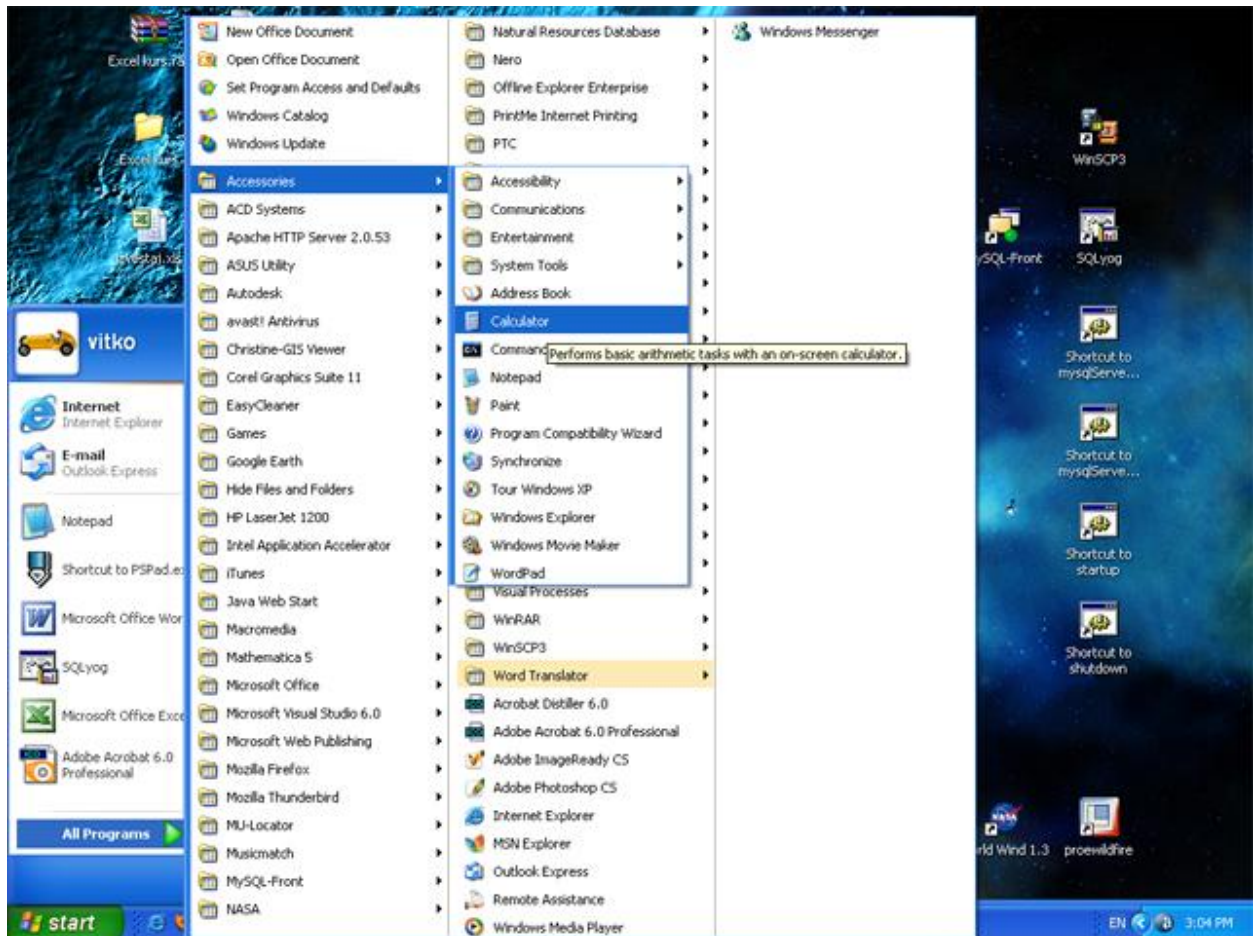 Excel kurs.ra
Excel kurs
vitko
Internet
Internet Explorer
E-mail
Outlook Express
Notepad
Shortcut to PSPad.e
Microsoft Office Wor
SQLyog
Microsoft Office Exce
Adobe Acrobat 6.0
Professional
All Programs
start
New Office Document
Open Office Document
Set Program Access and Defaults
Windows Catalog
Windows Update
Accessories
ACD Systems
Apache HTTP Server 2.0.53
ASUS Utility
Autodesk
avast! Antivirus
Christine-GIS Viewer
Corel Graphics Suite 11
EasyCleaner
Games
Google Earth
Hide Files and Folders
HP LaserJet 1200
Intel Application Accelerator
iTunes
Java Web Start
Macromedia
Mathematica 5
Microsoft Office
Microsoft Visual Studio 6.0
Microsoft Web Publishing
Mozilla Firefox
Mozilla Thunderbird
MU-Locator
Musicmatch
MySQL-Front
NASA
Natural Resources Database
Nero
Offline Explorer Enterprise
PrintMe Internet Printing
PTC
Accessibility
Communications
Entertainment
System Tools
Address Book
Calculator
Command
Performs basic arithmetic tasks with an on-screen calculator.
Notepad
Paint
Program Compatibility Wizard
Synchronize
Tour Windows XP
Windows Explorer
Windows Movie Maker
WordPad
Visual Processes
WinRAR
WinSCP3
Word Translator
Acrobat Distiller 6.0
Adobe Acrobat 6.0 Professional
Adobe ImageReady CS
Adobe Photoshop CS
Internet Explorer
MSN Explorer
Outlook Express
Remote Assistance
Windows Media Player
Windows Messenger
WinSCP3
ySQL-Front
SQLyog
Shortcut to
mysqlServe...
Shortcut to
mysqlServe...
Shortcut to
startup
Shortcut to
shutdown
rld Wind 1.3
proewildfire
EN
3:04 PM